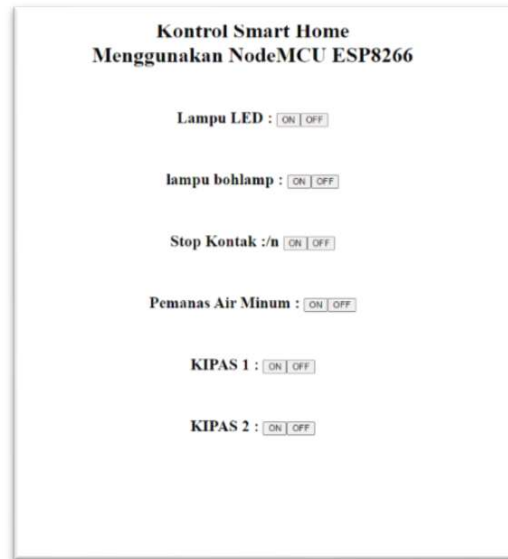 Kontrol Smart Home
Menggunakan NodeMCU ESP8266
Lampu LED : ON OFF
lampu bohlamp : ON OFF
Stop Kontak :/n ON OFF
Pemanas Air Minum : ON OFF
KIPAS 1 : ON OFF
KIPAS 2 : ON OFF